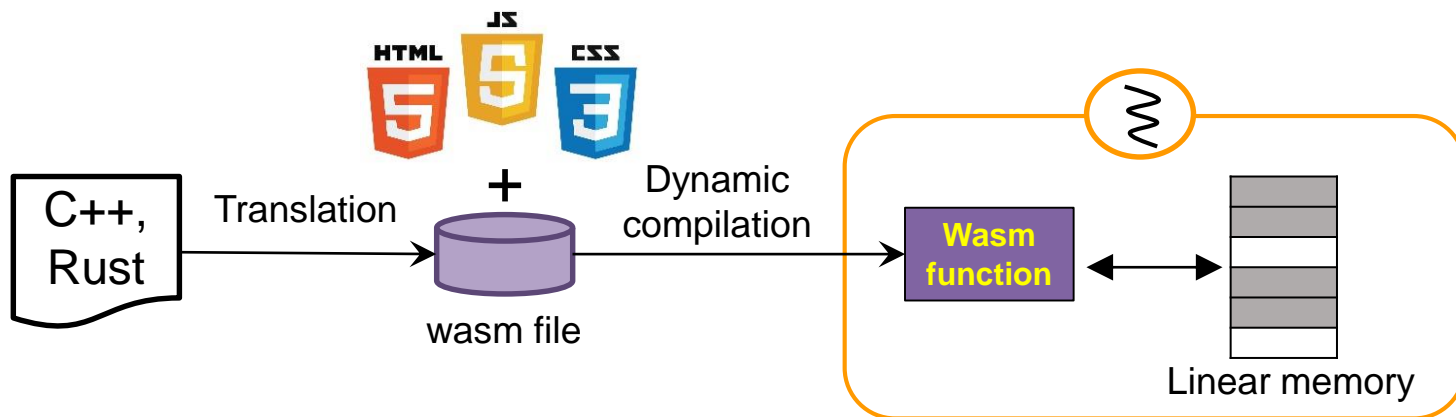 JS
HTML
CSS
5
5
3
+
C++,
Rust
Translation
wasm file
Dynamic
compilation
Wasm
function
Linear memory